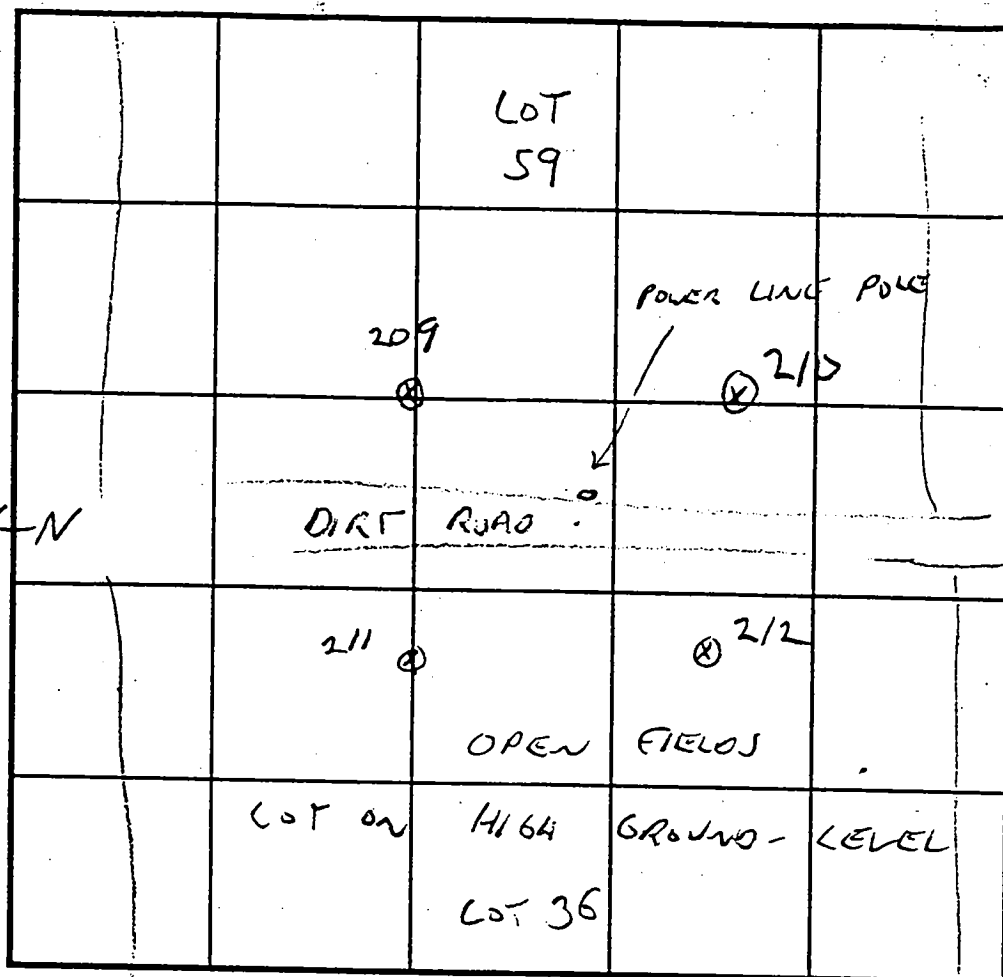 LOT
59
POWER LINE POLE
209
210
N
DIRT ROAD
211
212
OPEN FIELDS
LOT ON HIGH GROUND - LEVEL
LOT 36